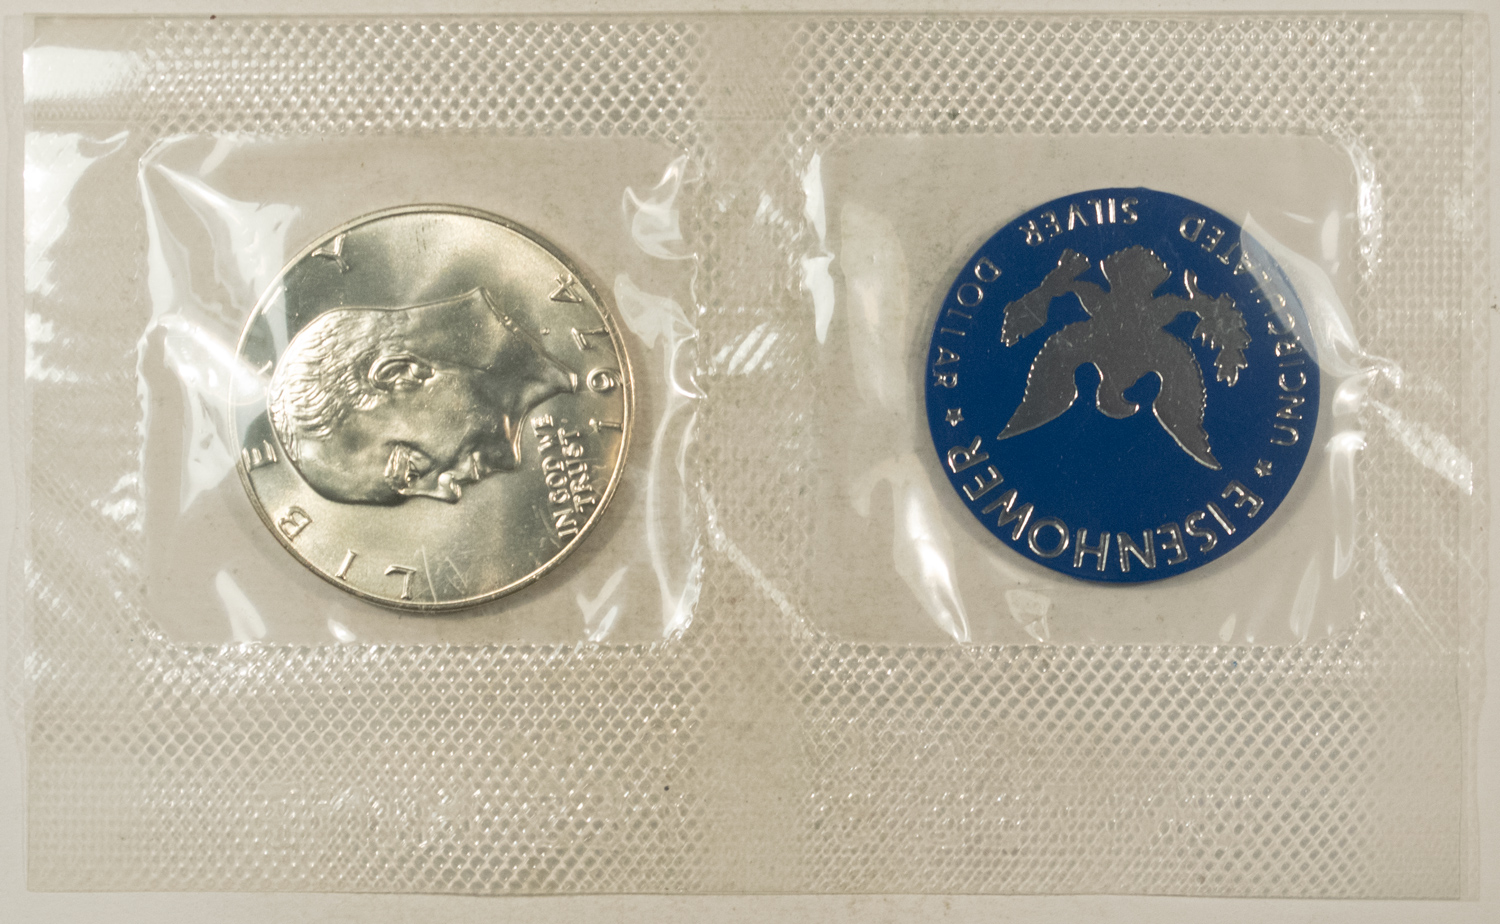 LIBERTY
IN GOD WE
TRUST
1974
EISENHOWER
UNCIRCULATED SILVER DOLLAR